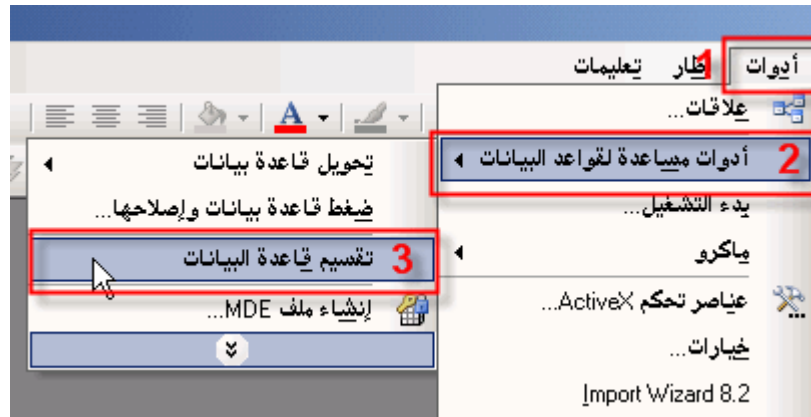 أدوات
1
إطار
تعليمات
علاقات...
أدوات مساعدة لقواعد البيانات
2
بدء التشغيل...
ماكرو
عناصر تحكم ActiveX...
خيارات...
Import Wizard 8.2
تحويل قاعدة بيانات
ضغط قاعدة بيانات وإصلاحها...
3
تقسيم قاعدة البيانات
إنشاء ملف MDE...
A